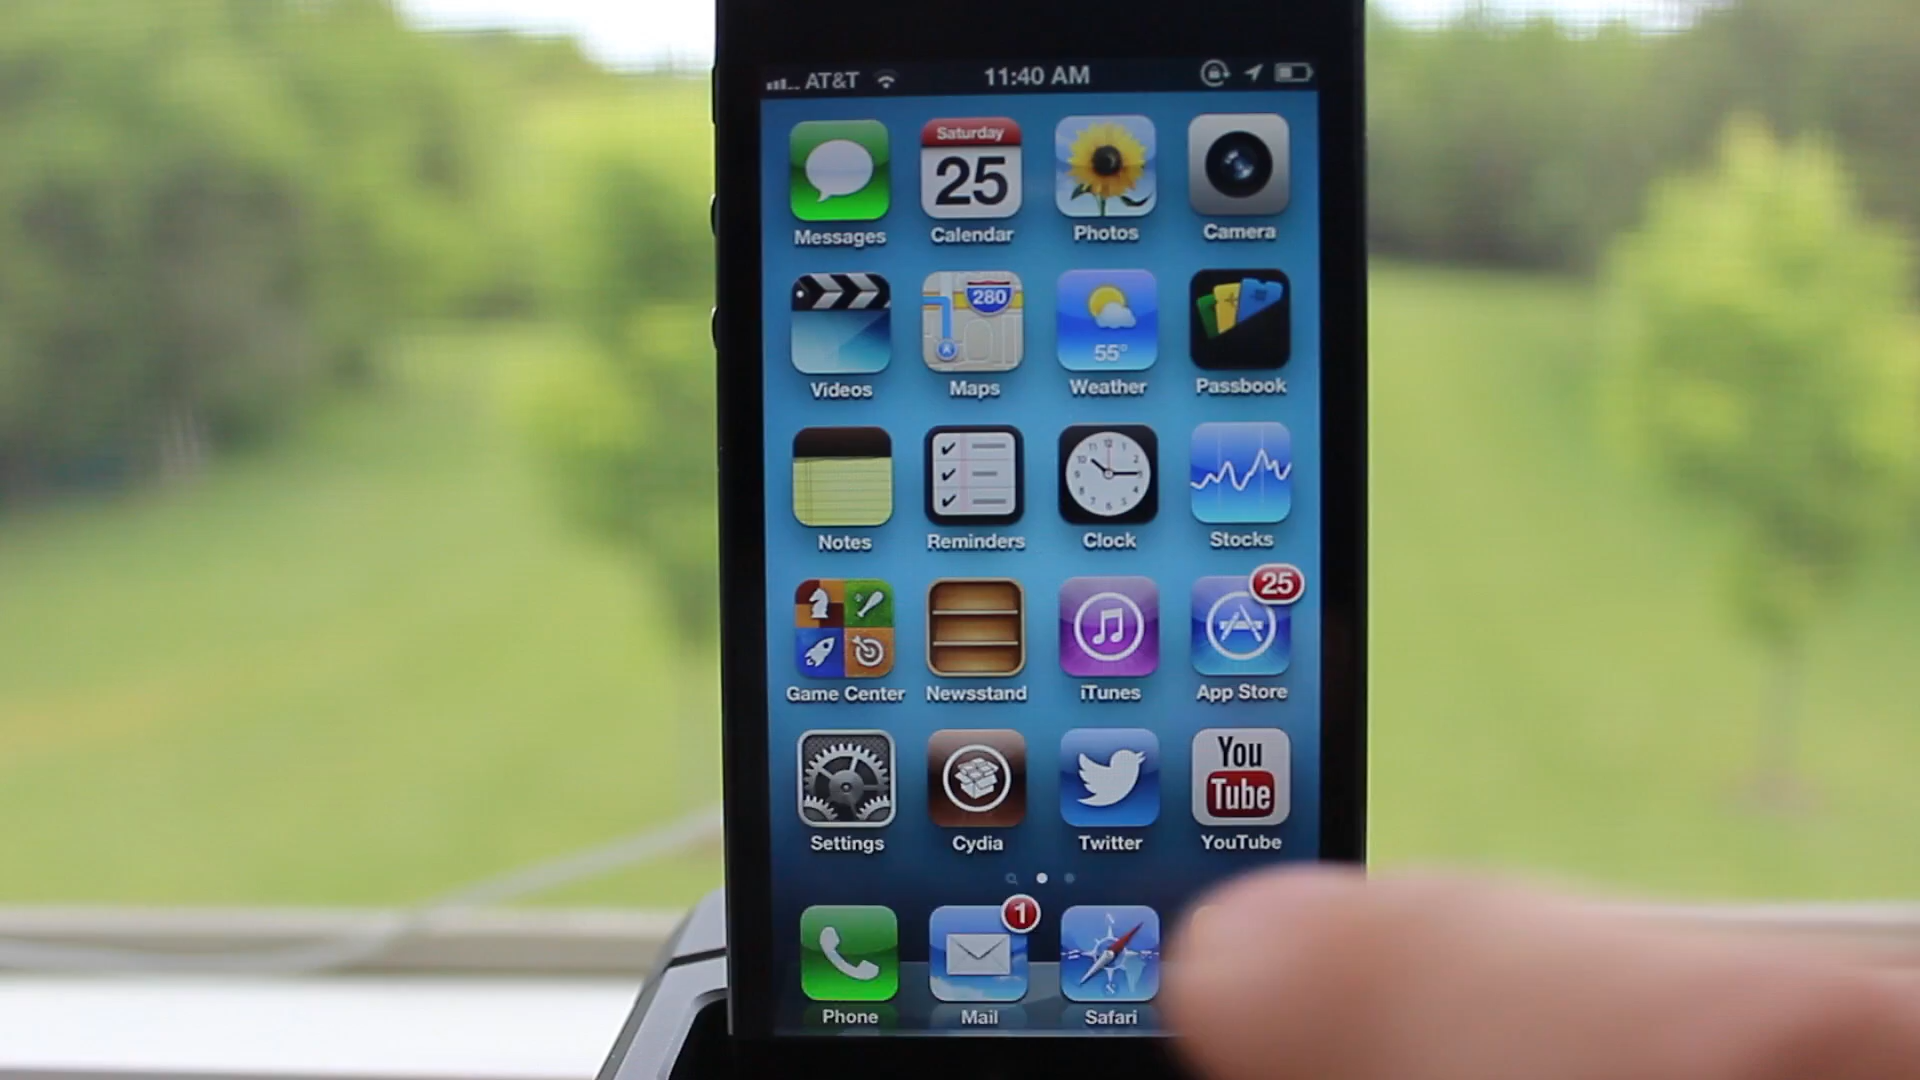 AT&T 11:40 AM
Saturday
25
Messages Calendar Photos Camera
280
55°
Videos Maps Weather Passbook
Notes Reminders Clock Stocks
25
Game Center Newsstand iTunes App Store
You
Tube
Settings Cydia Twitter YouTube
1
Phone Mail Safari